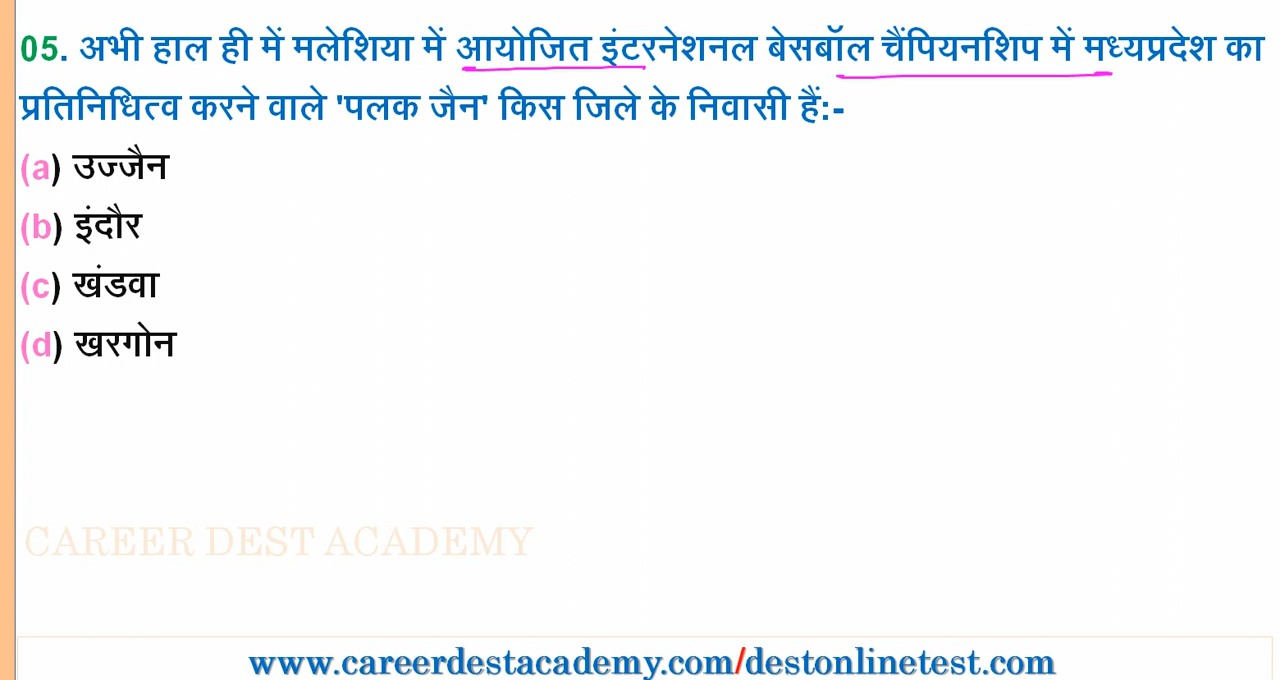 05. अभी हाल ही में मलेशिया में आयोजित इंटरनेशनल बेसबॉल चैंपियनशिप में मध्यप्रदेश का
प्रतिनिधित्व करने वाले 'पलक जैन' किस जिले के निवासी हैं:-
(a) उज्जैन
(b) इंदौर
(c) खंडवा
(d) खरगोन
CAREER DEST ACADEMY
www.careerdestacademy.com/destonlinetest.com